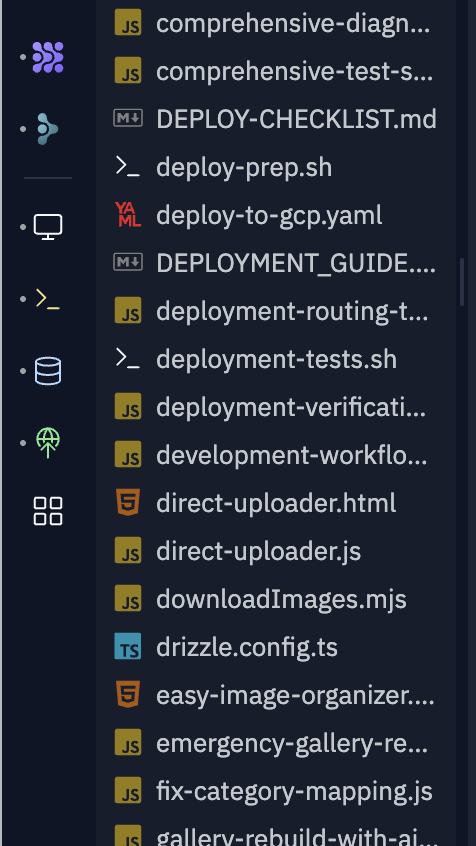 JS comprehensive-diagn...
JS comprehensive-test-s...
M DEPLOY-CHECKLIST.md
>_ deploy-prep.sh
YAML deploy-to-gcp.yaml
M DEPLOYMENT_GUIDE....
JS deployment-routing-t...
>_ deployment-tests.sh
JS deployment-verificati...
JS development-workflo...
5 direct-uploader.html
JS direct-uploader.js
JS downloadImages.mjs
TS drizzle.config.ts
5 easy-image-organizer....
JS emergency-gallery-re...
JS fix-category-mapping.js
JS gallery-rebuild-with-ai...